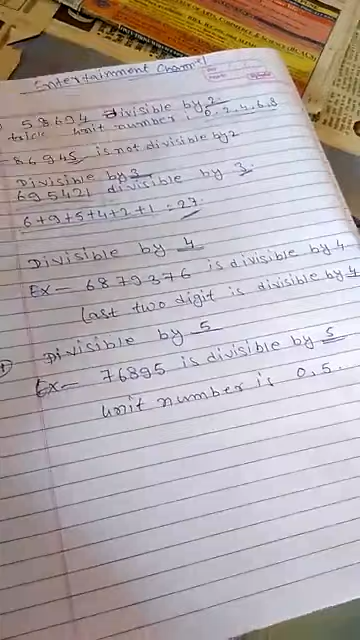 Entertainment Channel
58694 divisible by 2.
trick unit number is 0,2,4,6,8
86945 is not divisible by 2
Divisible by 3
695421 divisible by 3.
6+9+5+4+2+1 = 27.
Divisible by 4
Ex- 6879376 is divisible by 4.
last two digit is divisible by 4
Divisible by 5
Ex- 76895 is divisible by 5
unit number is 0,5.